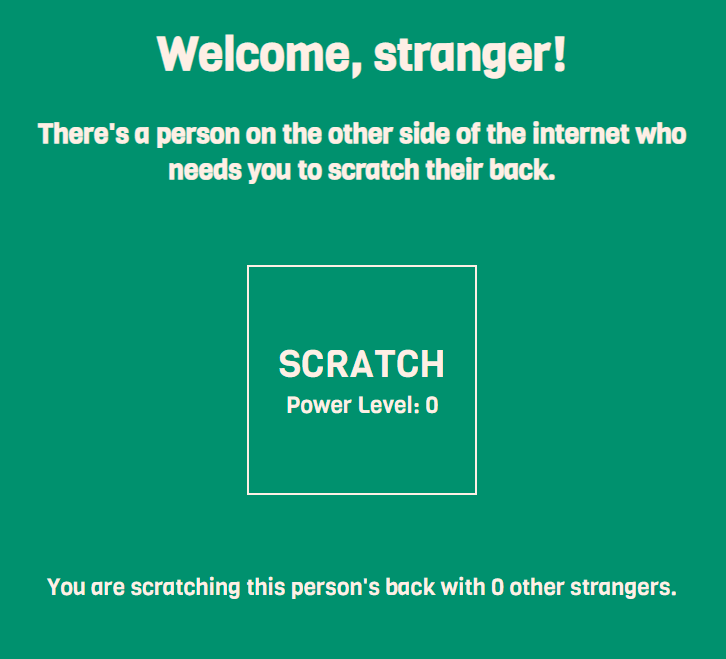 Welcome, stranger!
There's a person on the other side of the internet who
needs you to scratch their back.
SCRATCH
Power Level: 0
You are scratching this person's back with 0 other strangers.